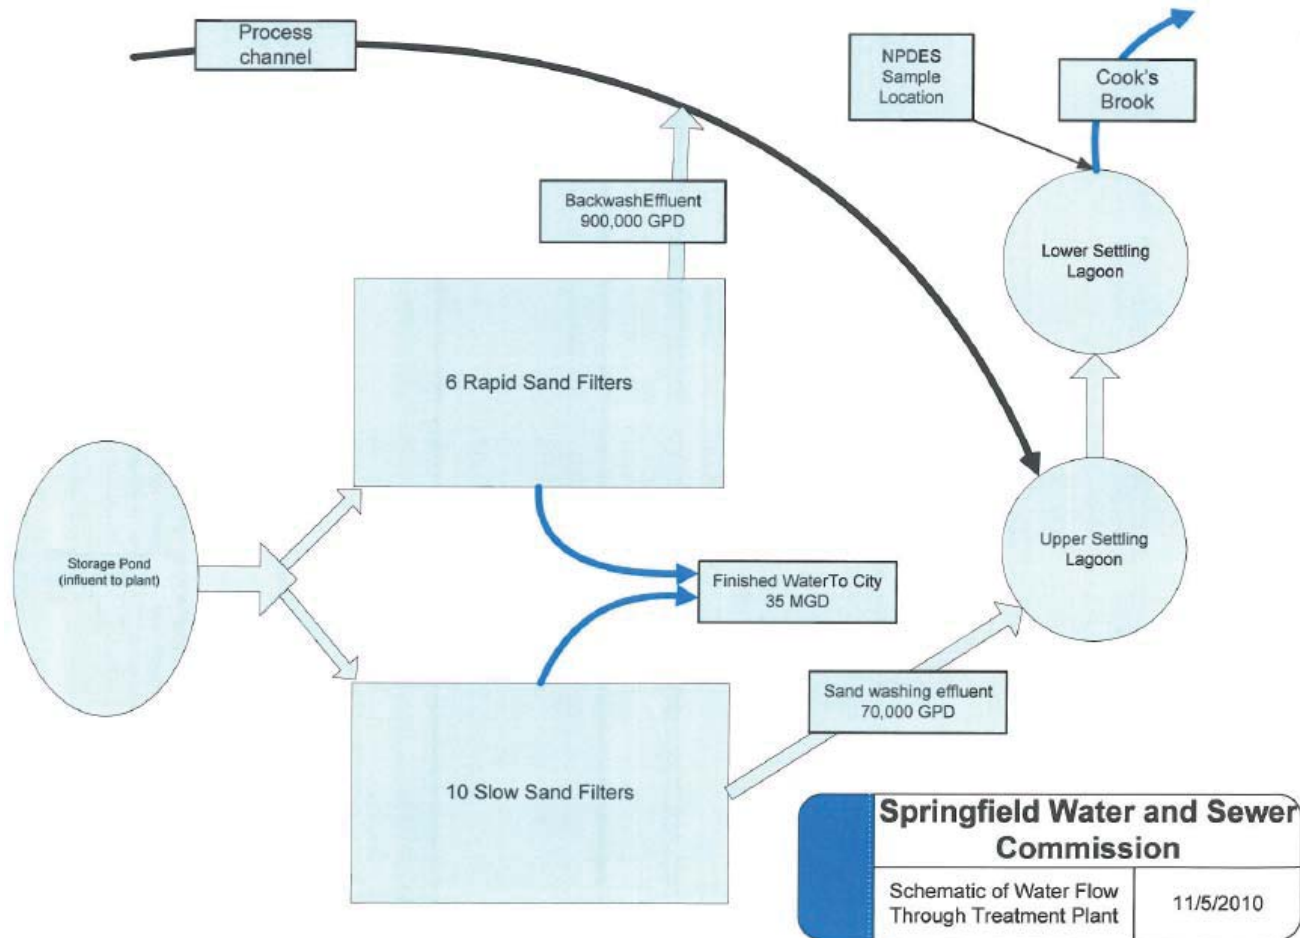 Process
channel
NPDES
Sample
Location
Cook's
Brook
BackwashEffluent
900,000 GPD
Lower Settling
Lagoon
6 Rapid Sand Filters
Storage Pond
(influent to plant)
Upper Settling
Lagoon
Finished WaterTo City
35 MGD
Sand washing effluent
70,000 GPD
10 Slow Sand Filters
Springfield Water and Sewer
Commission
Schematic of Water Flow
Through Treatment Plant
11/5/2010